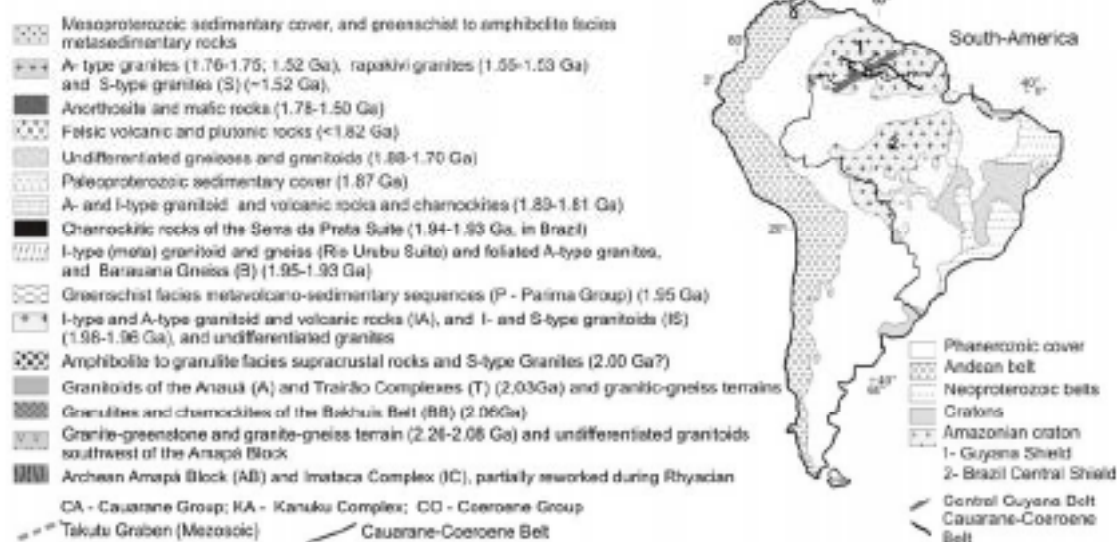 Mesoproterozoic sedimentary cover, and greenschist to amphibolite facies
metasedimentary rocks
A- type granites (1.76-1.75; 1.52 Ga), rapakivi granites (1.55-1.53 Ga)
and S-type granites (S) (~1.52 Ga),
Anorthosite and mafic rocks (1.78-1.50 Ga)
Felsic volcanic and plutonic rocks (<1.82 Ga)
Undifferentiated gneisses and granitoids (1.88-1.70 Ga)
Paleoproterozoic sedimentary cover (1.87 Ga)
A- and I-type granitoid and volcanic rocks and charnockites (1.89-1.81 Ga)
Charnockitic rocks of the Serra da Prata Suite (1.94-1.93 Ga, in Brazil)
I-type (meta) granitoid and gneiss (Rio Urubu Suite) and foliated A-type granites,
and Barauana Gneiss (B) (1.95-1.93 Ga)
Greenschist facies metavolcano-sedimentary sequences (P - Parima Group) (1.95 Ga)
I-type and A-type granitoid and volcanic rocks (IA), and I- and S-type granitoids (IS)
(1.98-1.96 Ga), and undifferentiated granites
Amphibolite to granulite facies supracrustal rocks and S-type Granites (2.00 Ga?)
Granitoids of the Anauá (A) and Trairão Complexes (T) (2,03Ga) and granitic-gneiss terrains
Granulites and charnockites of the Bakhuis Belt (BB) (2.06Ga)
Granite-greenstone and granite-gneiss terrain (2.26-2.08 Ga) and undifferentiated granitoids
southwest of the Amapá Block
Archean Amapá Block (AB) and Imataca Complex (IC), partially reworked during Rhyacian
CA - Cauarane Group; KA - Kanuku Complex; CO - Coeroene Group
Takutu Graben (Mezosoic)
Cauarane-Coeroene Belt
South-America
1
2
Phanerozoic cover
Andean belt
Neoproterozoic belts
Cratons
Amazonian craton
1- Guyana Shield
2- Brazil Central Shield
Central Guyana Belt
Cauarane-Coeroene
Belt